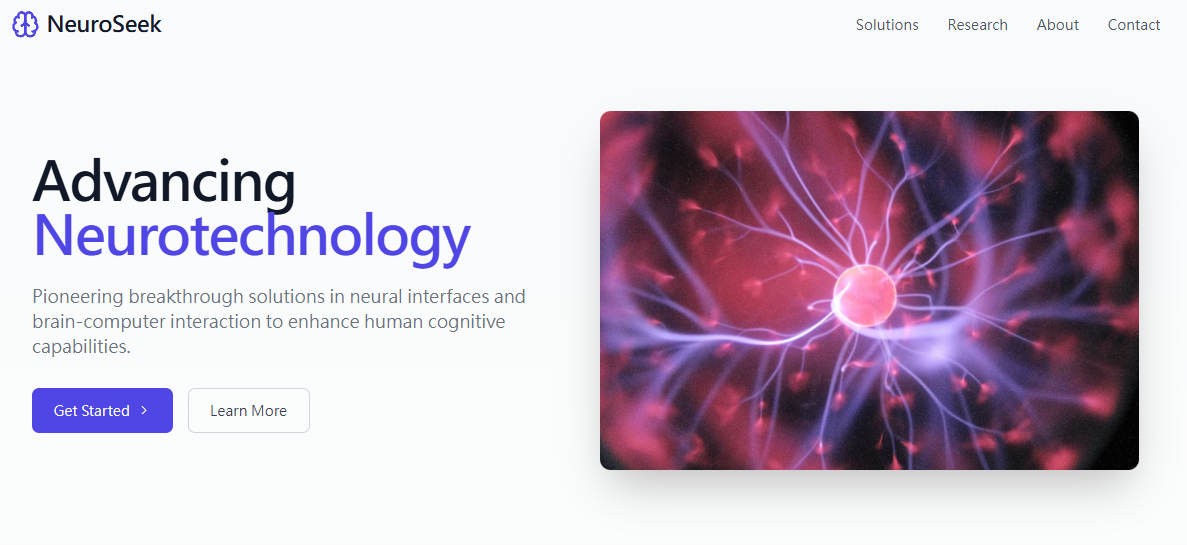 NeuroSeek
Solutions Research About Contact
Advancing
Neurotechnology
Pioneering breakthrough solutions in neural interfaces and
brain-computer interaction to enhance human cognitive
capabilities.
Get Started
Learn More